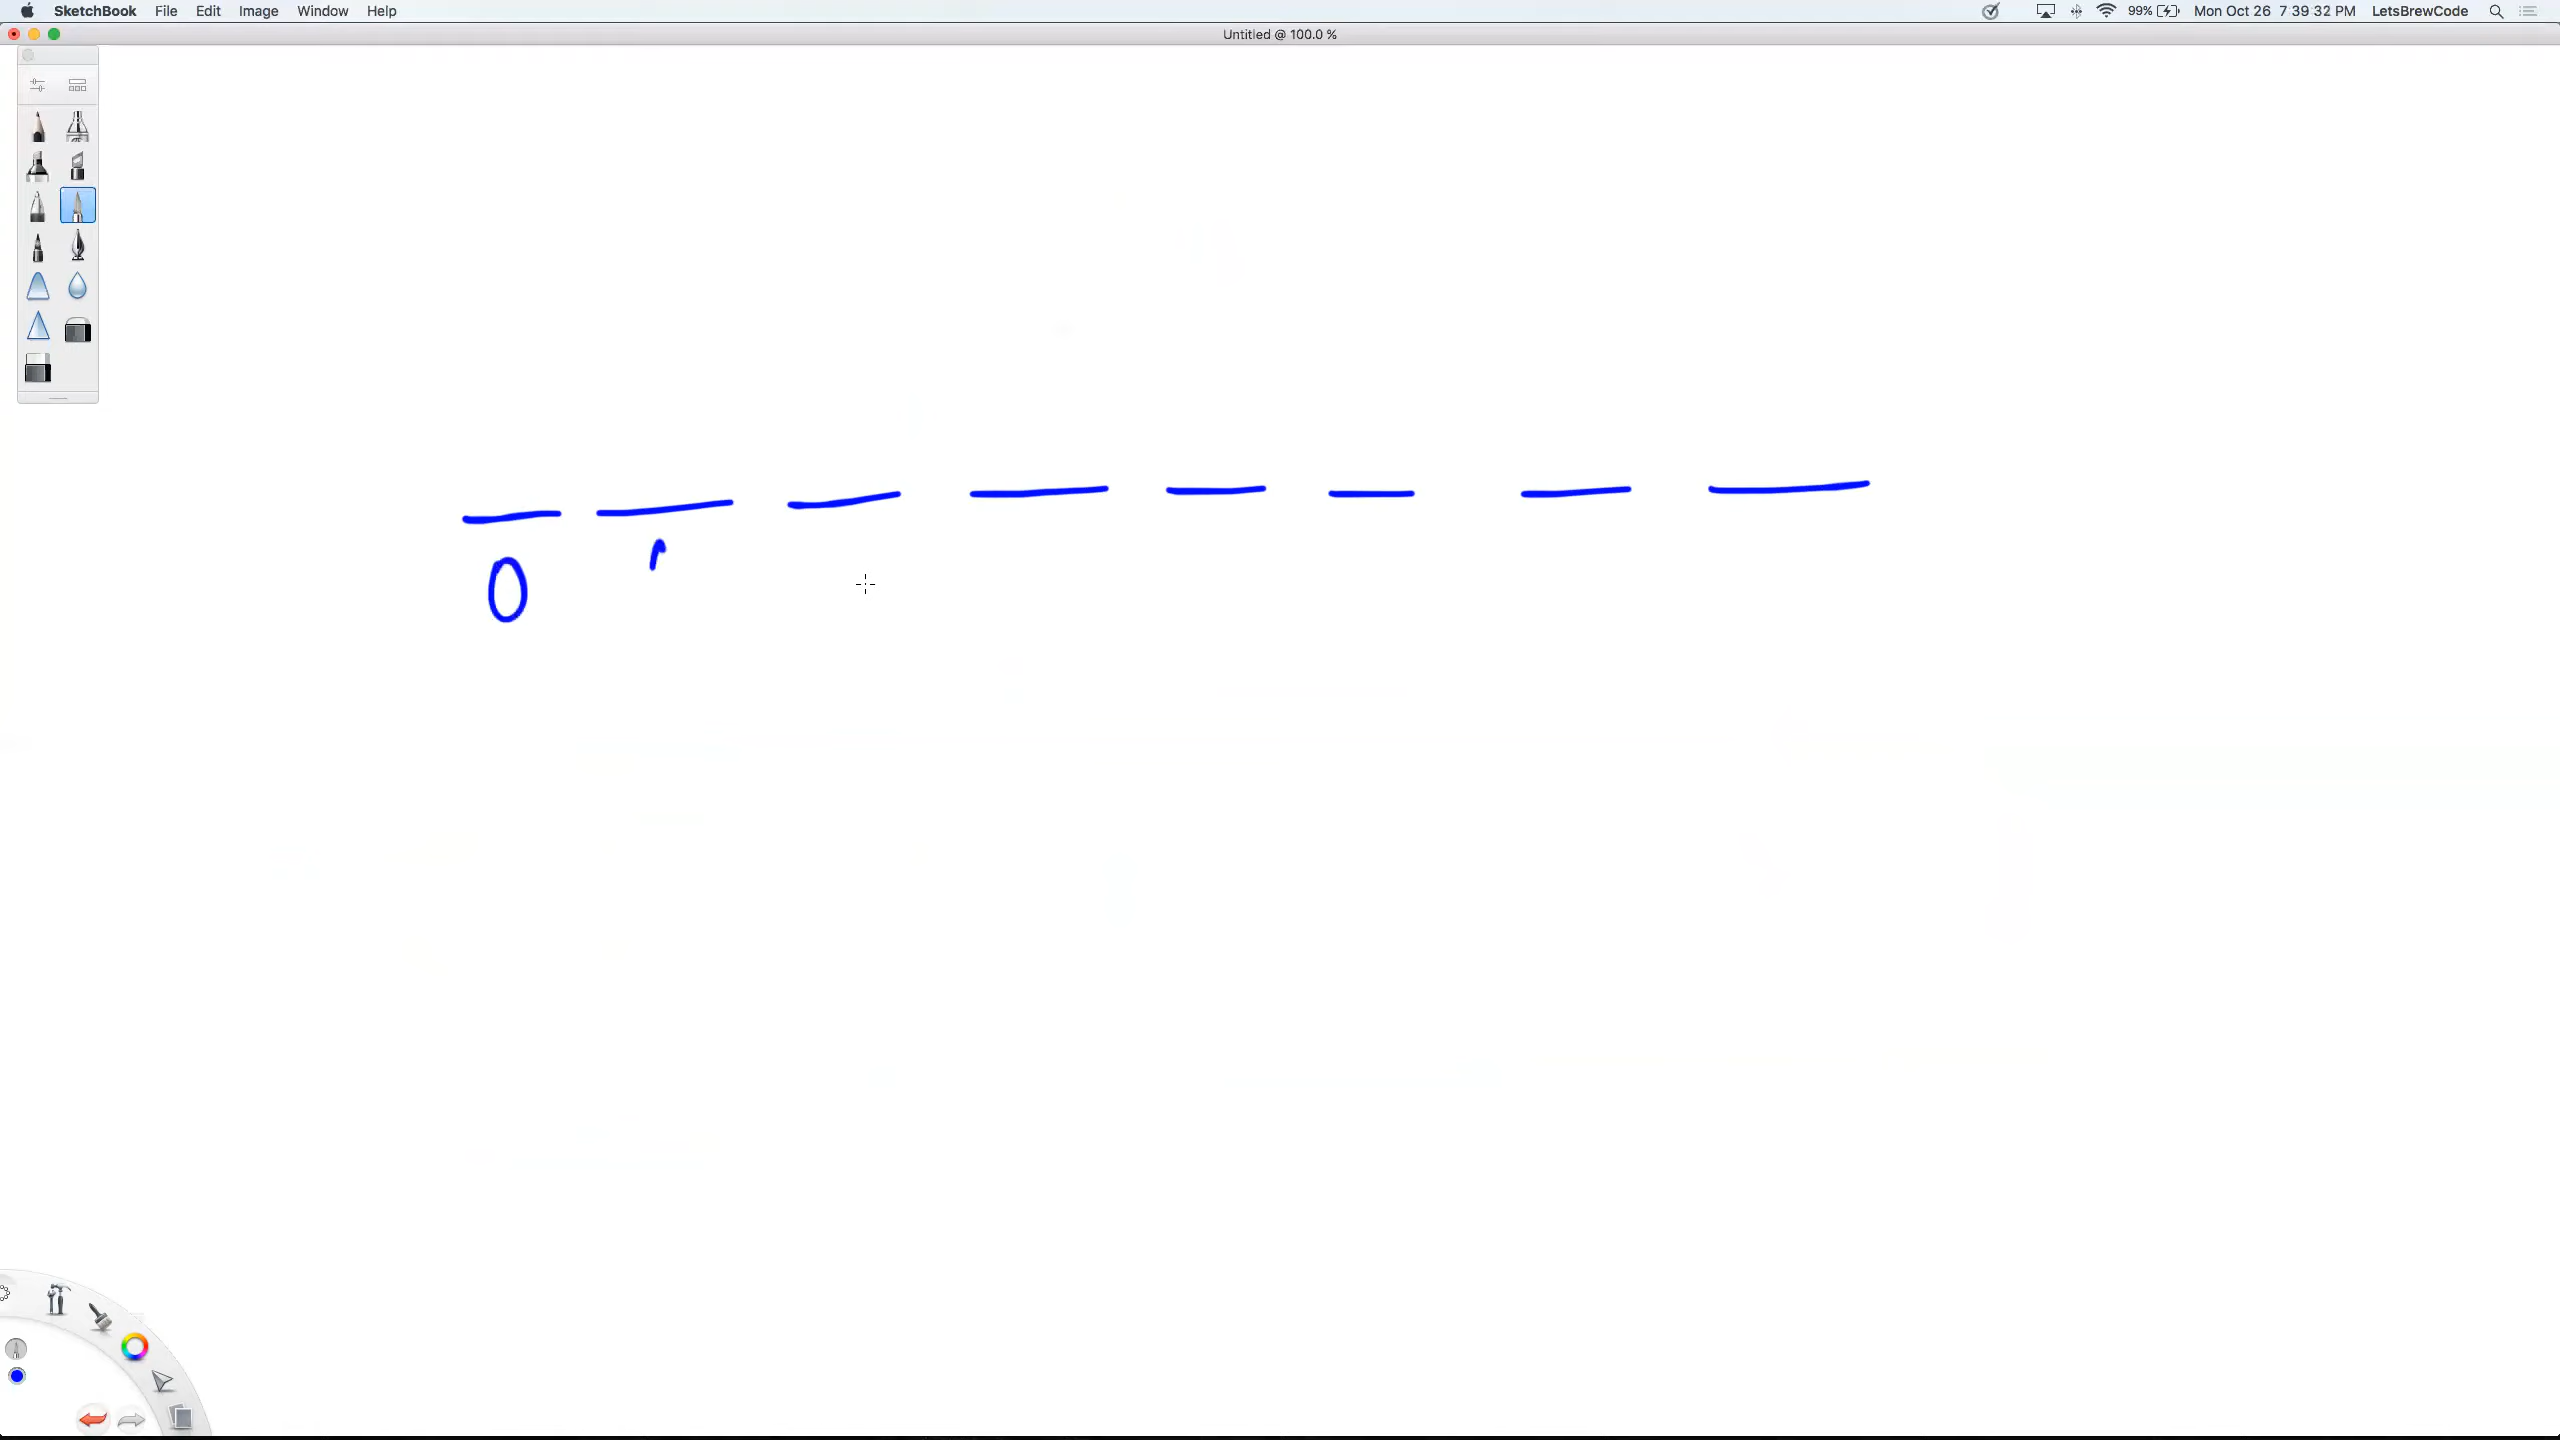 SketchBook File Edit Image Window Help 99% Mon Oct 26 7:39:32 PM LetsBrewCode
Untitled @ 100.0 %
0